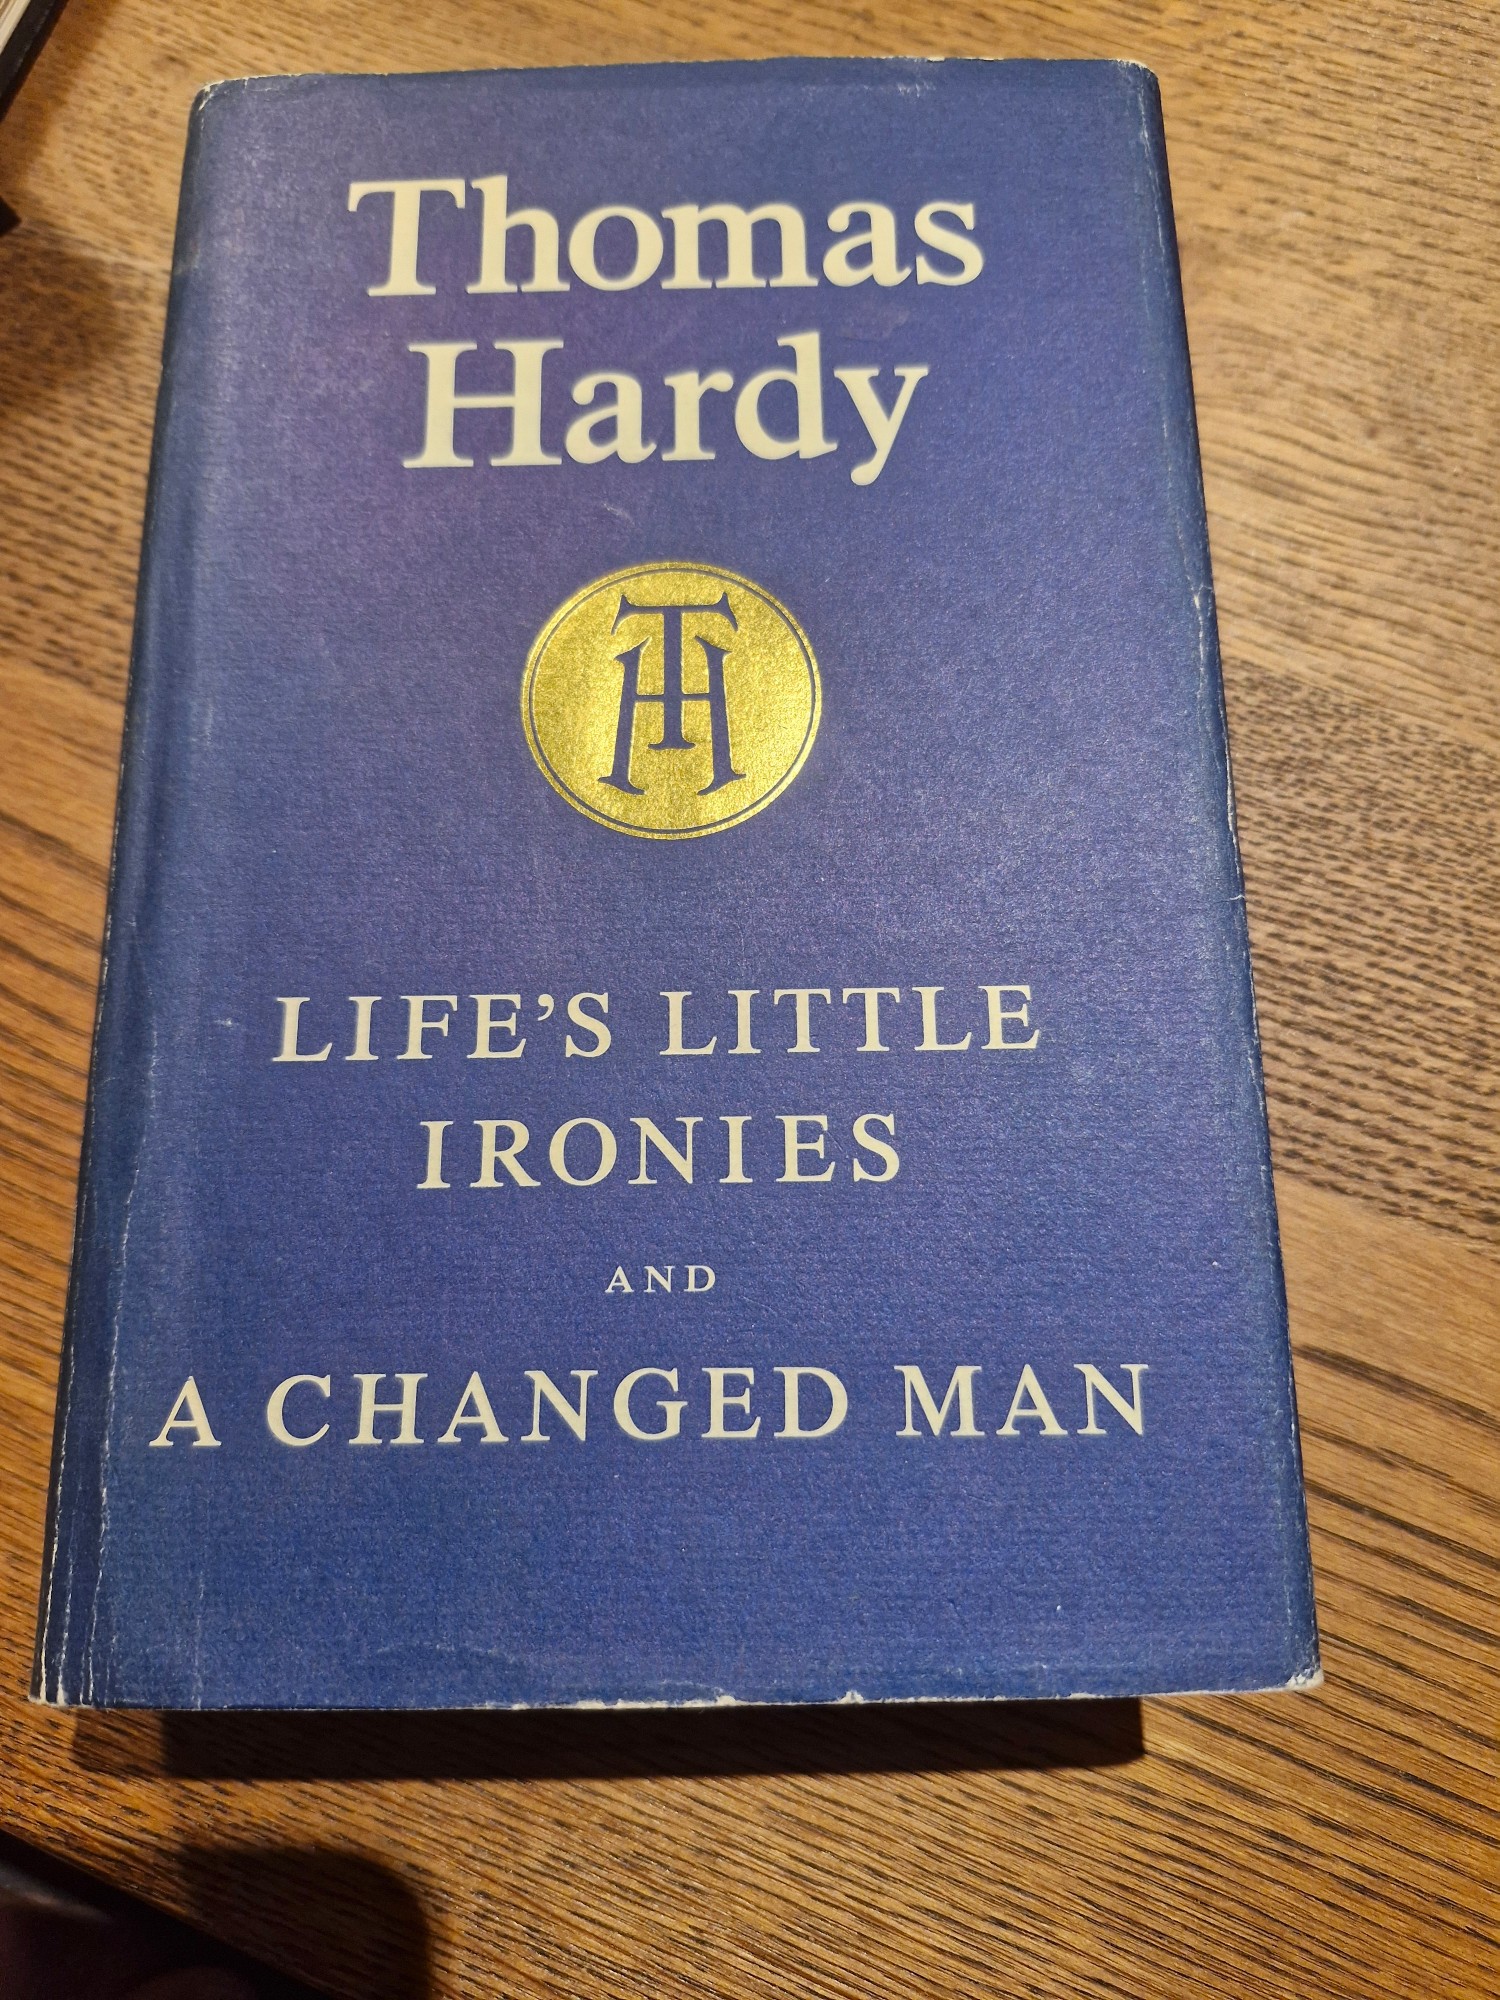 Thomas
Hardy
TH
LIFE’S LITTLE
IRONIES
AND
A CHANGED MAN